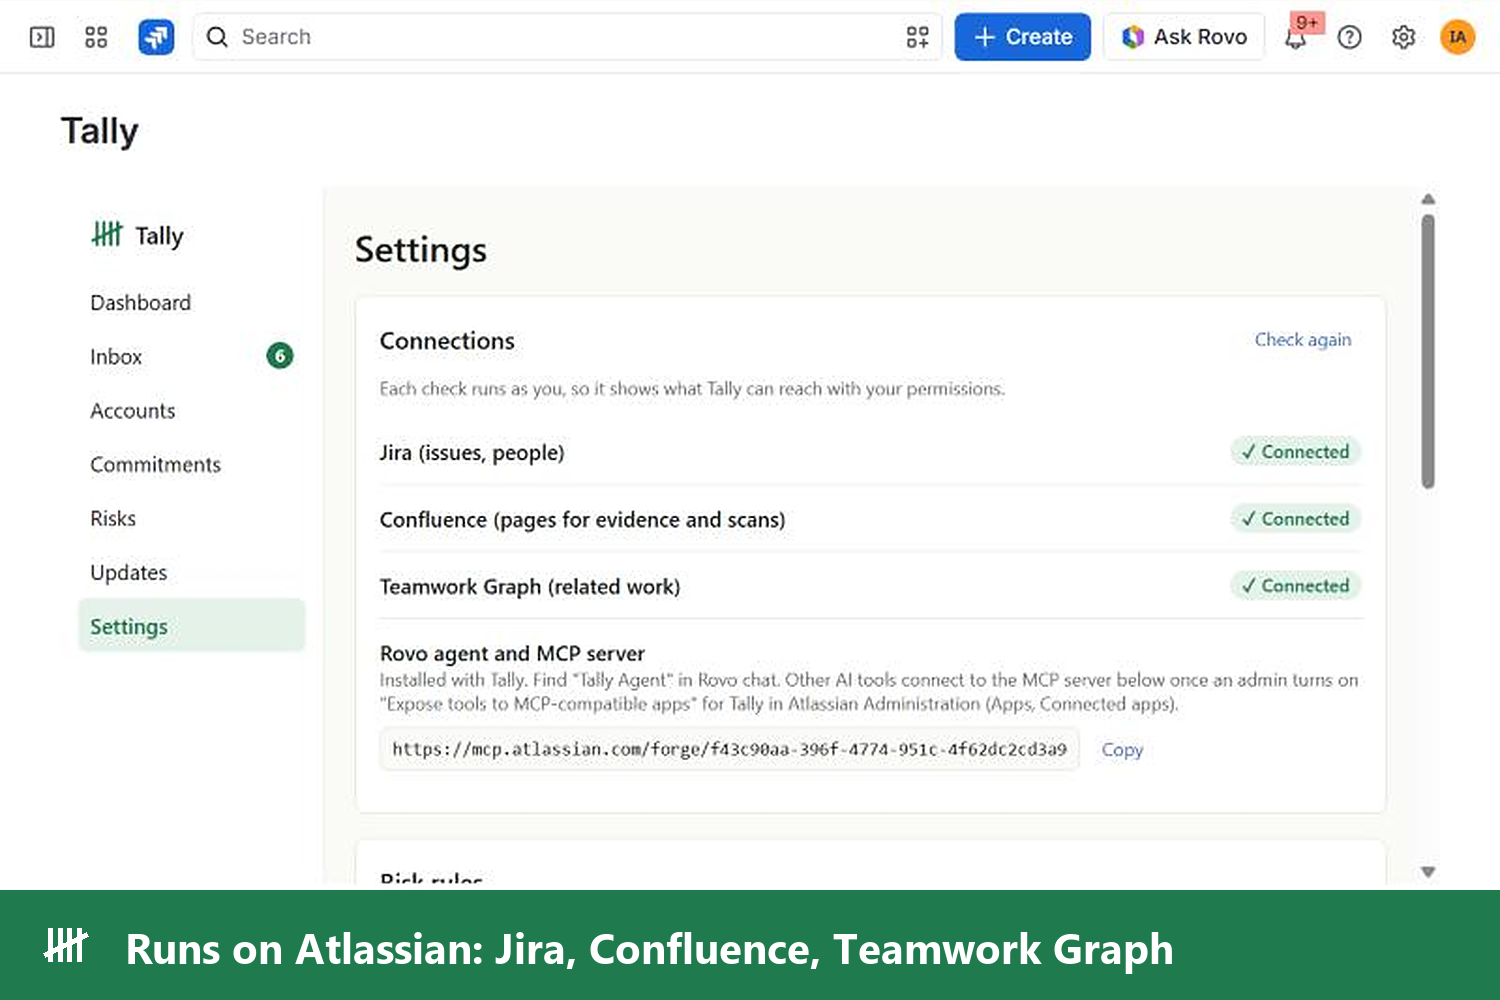 Search
+ Create
Ask Rovo
9+
IA
Tally
Tally
Dashboard
Inbox
6
Accounts
Commitments
Risks
Updates
Settings
Settings
Connections
Check again
Each check runs as you, so it shows what Tally can reach with your permissions.
Jira (issues, people)
✓ Connected
Confluence (pages for evidence and scans)
✓ Connected
Teamwork Graph (related work)
✓ Connected
Rovo agent and MCP server
Installed with Tally. Find "Tally Agent" in Rovo chat. Other AI tools connect to the MCP server below once an admin turns on
"Expose tools to MCP-compatible apps" for Tally in Atlassian Administration (Apps, Connected apps).
https://mcp.atlassian.com/forge/f43c90aa-396f-4774-951c-4f62dc2cd3a9
Copy
Risk rules
Runs on Atlassian: Jira, Confluence, Teamwork Graph